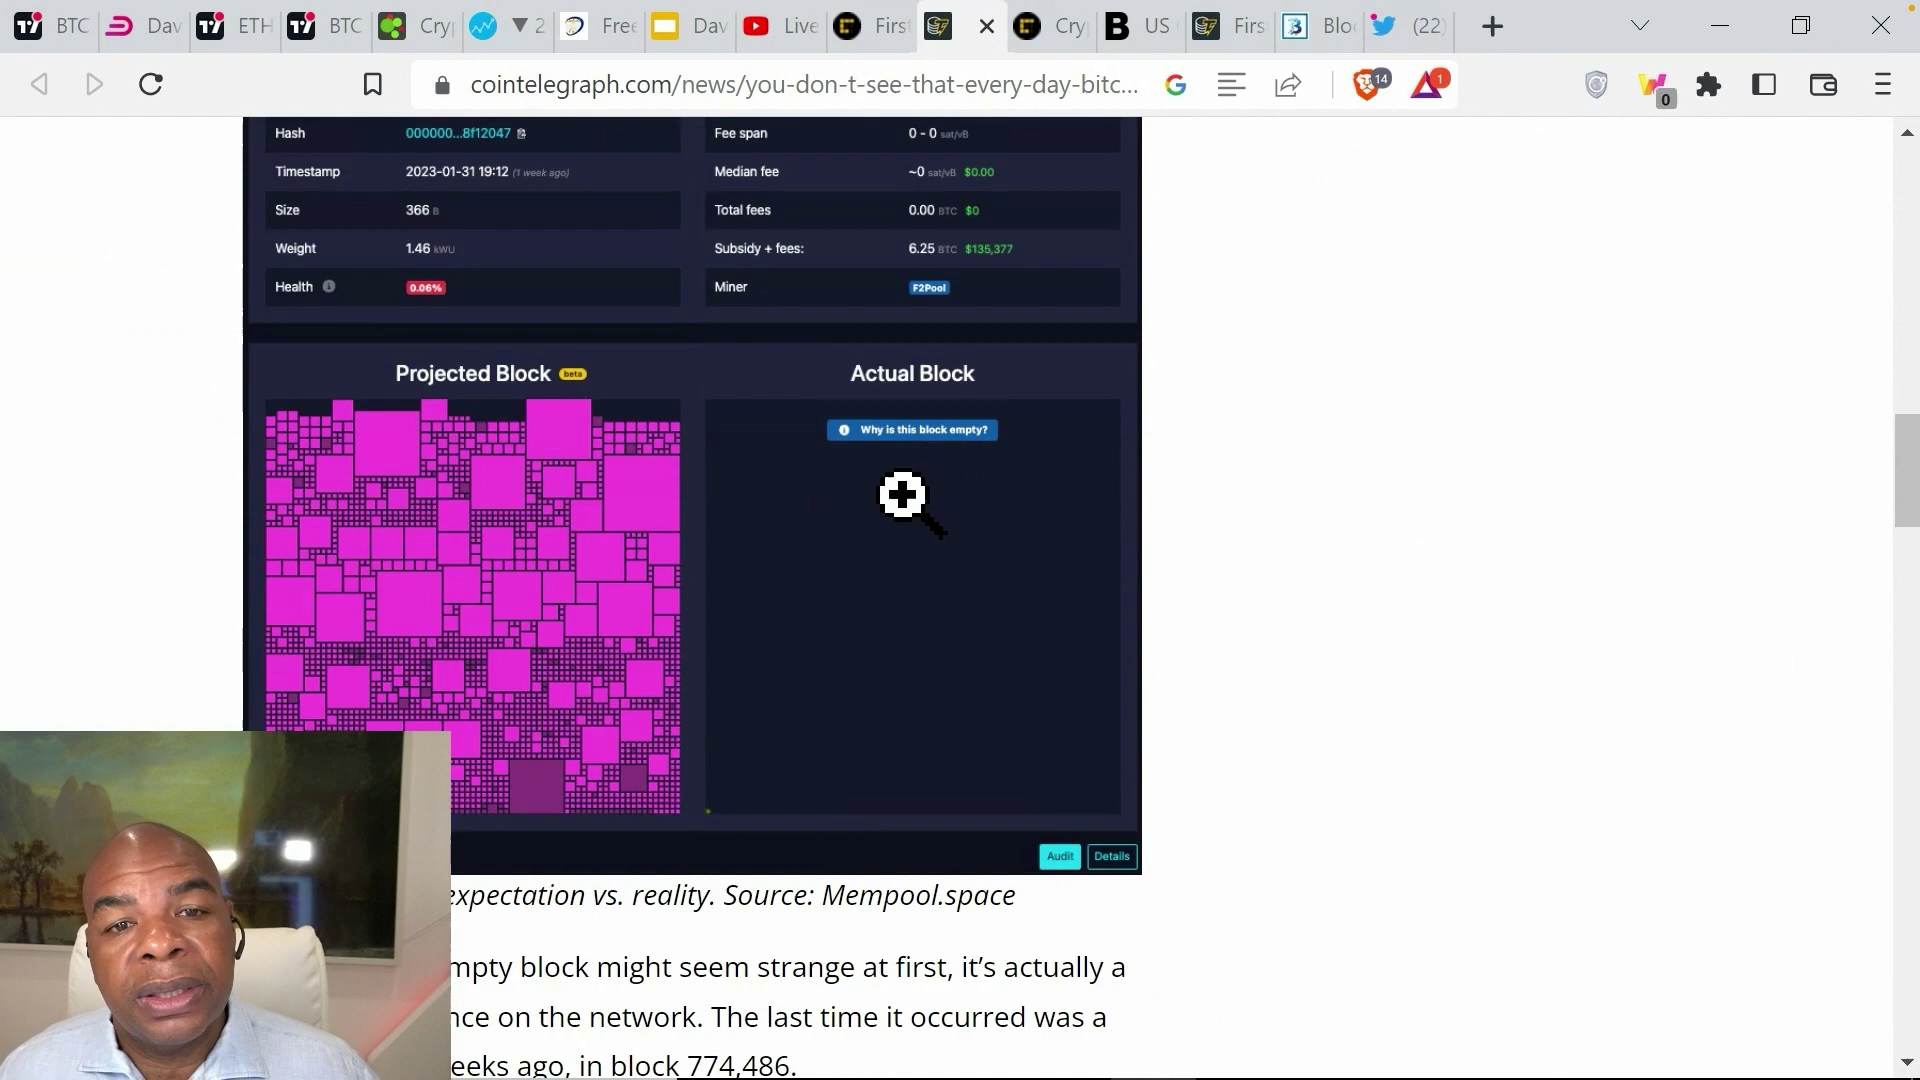 BTC
Dav
ETH
BTC
Cryp
2
Free
Dav
Live
First
Cry
US
Firs
Blo
(22)
cointelegraph.com/news/you-don-t-see-that-every-day-bitc...
14
1
0
Hash 000000...8f12047 Fee span 0 - 0 sat/vB
Timestamp 2023-01-31 19:12 (1 week ago) Median fee ~0 sat/vB $0.00
Size 366 B Total fees 0.00 BTC $0
Weight 1.46 kWU Subsidy + fees: 6.25 BTC $135,377
Health 0.06% Miner F2Pool
Projected Block beta
Actual Block
Why is this block empty?
Audit Details
expectation vs. reality. Source: Mempool.space
mpty block might seem strange at first, it's actually a
nce on the network. The last time it occurred was a
eeks ago, in block 774,486.